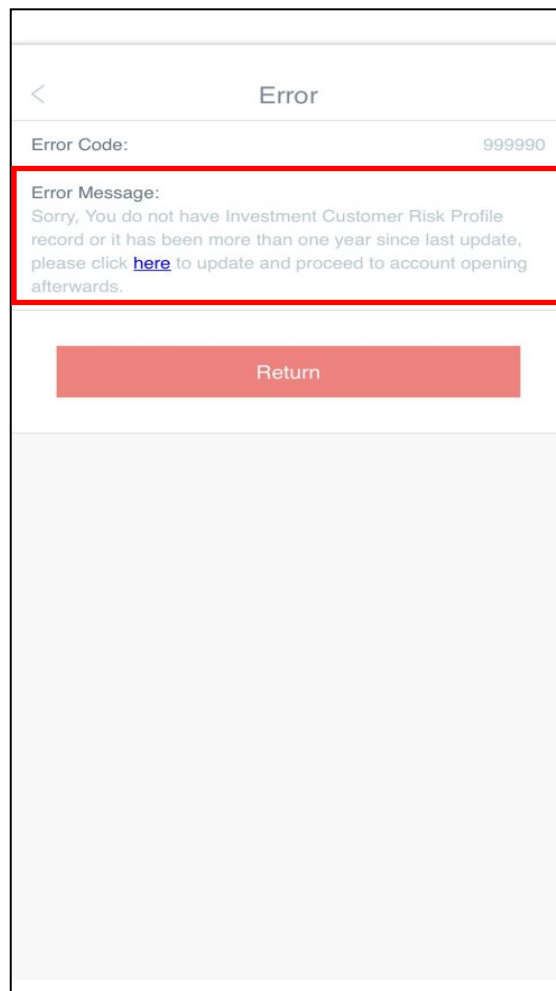 Error
Error Code: 999990
Error Message:
Sorry, You do not have Investment Customer Risk Profile
record or it has been more than one year since last update,
please click here to update and proceed to account opening
afterwards.
Return